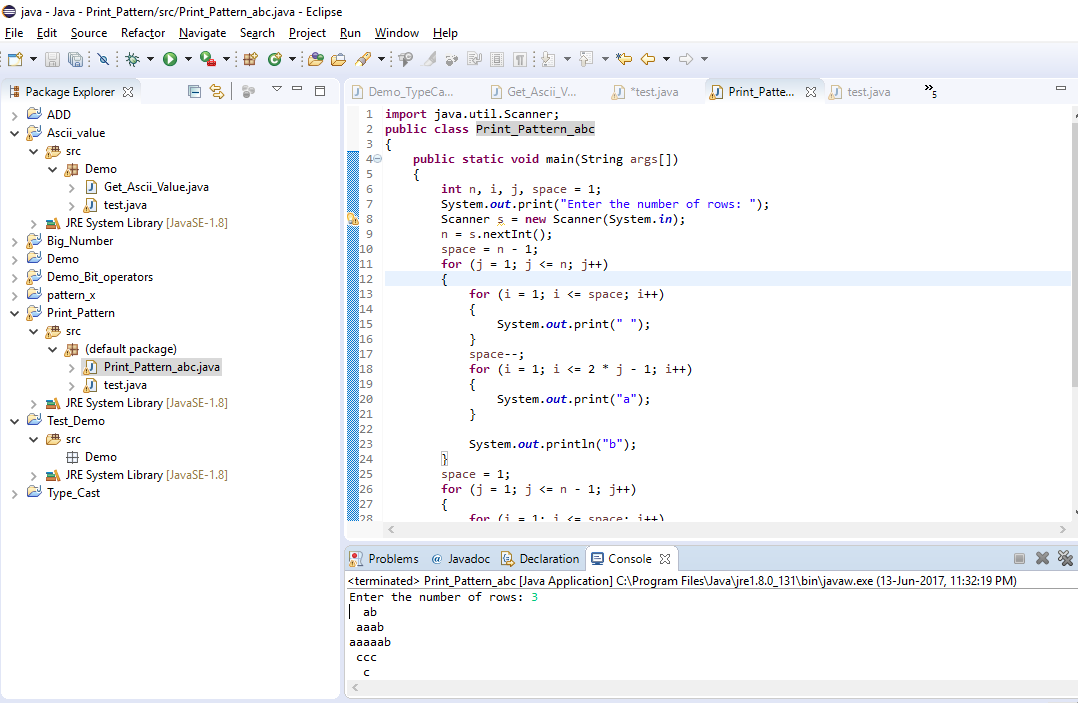 java - Java - Print_Pattern/src/Print_Pattern_abc.java - Eclipse
File Edit Source Refactor Navigate Search Project Run Window Help
Package Explorer
ADD
Ascii_value
src
Demo
Get_Ascii_Value.java
test.java
JRE System Library [JavaSE-1.8]
Big_Number
Demo
Demo_Bit_operators
pattern_x
Print_Pattern
src
(default package)
Print_Pattern_abc.java
test.java
JRE System Library [JavaSE-1.8]
Test_Demo
src
Demo
JRE System Library [JavaSE-1.8]
Type_Cast
Demo_TypeCa... Get_Ascii_V... *test.java Print_Patte... test.java »5
1 import java.util.Scanner;
2 public class Print_Pattern_abc
3 {
4 public static void main(String args[])
5 {
6 int n, i, j, space = 1;
7 System.out.print("Enter the number of rows: ");
8 Scanner s = new Scanner(System.in);
9 n = s.nextInt();
10 space = n - 1;
11 for (j = 1; j <= n; j++)
12 {
13 for (i = 1; i <= space; i++)
14 {
15 System.out.print(" ");
16 }
17 space--;
18 for (i = 1; i <= 2 * j - 1; i++)
19 {
20 System.out.print("a");
21 }
22
23 System.out.println("b");
24 }
25 space = 1;
26 for (j = 1; j <= n - 1; j++)
27 {
28 for (i = 1; i <= space; i++)
Problems @ Javadoc Declaration Console
<terminated> Print_Pattern_abc [Java Application] C:\Program Files\Java\jre1.8.0_131\bin\javaw.exe (13-Jun-2017, 11:32:19 PM)
Enter the number of rows: 3
ab
aaab
aaaaab
ccc
c